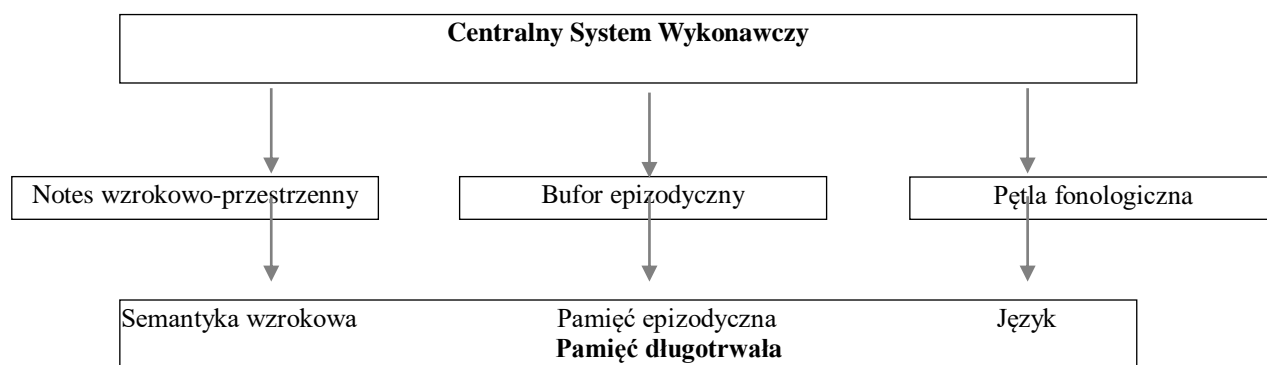 Centralny System Wykonawczy
Notes wzrokowo-przestrzenny
Bufor epizodyczny
Pętla fonologiczna
Semantyka wzrokowa
Pamięć epizodyczna
Język
Pamięć długotrwała